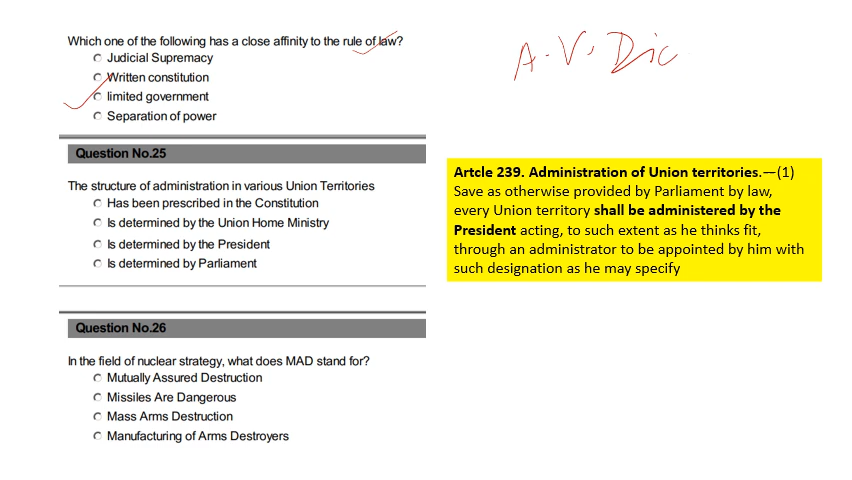 Which one of the following has a close affinity to the rule of law?
Judicial Supremacy
Written constitution
limited government
Separation of power
A.V. Dic
Question No.25
The structure of administration in various Union Territories
Has been prescribed in the Constitution
Is determined by the Union Home Ministry
Is determined by the President
Is determined by Parliament
Artcle 239. Administration of Union territories.—(1)
Save as otherwise provided by Parliament by law,
every Union territory shall be administered by the
President acting, to such extent as he thinks fit,
through an administrator to be appointed by him with
such designation as he may specify
Question No.26
In the field of nuclear strategy, what does MAD stand for?
Mutually Assured Destruction
Missiles Are Dangerous
Mass Arms Destruction
Manufacturing of Arms Destroyers